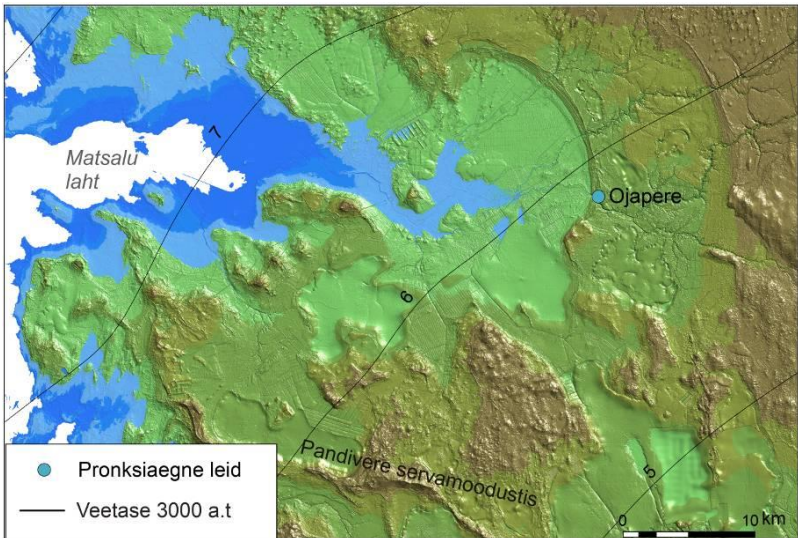 7
Matsalu
laht
Ojapere
6
Pandivere servamoodustis
5
Pronksiaegne leid
Veetase 3000 a.t
0 10 km